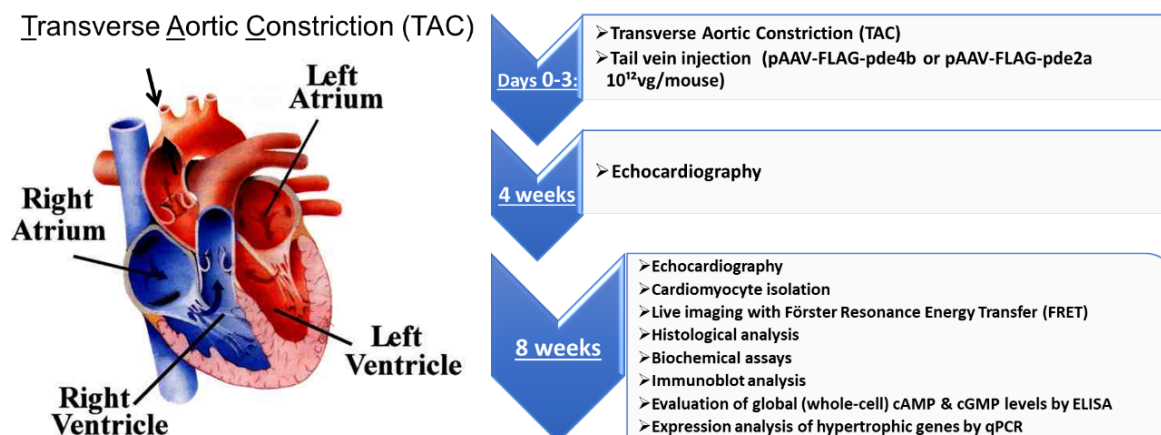 Transverse Aortic Constriction (TAC)
Left
Atrium
Right
Atrium
Left
Ventricle
Right
Ventricle
Days 0-3:
➢Transverse Aortic Constriction (TAC)
➢Tail vein injection (pAAV-FLAG-pde4b or pAAV-FLAG-pde2a
10¹²vg/mouse)
4 weeks
➢Echocardiography
8 weeks
➢Echocardiography
➢Cardiomyocyte isolation
➢Live imaging with Förster Resonance Energy Transfer (FRET)
➢Histological analysis
➢Biochemical assays
➢Immunoblot analysis
➢Evaluation of global (whole-cell) cAMP & cGMP levels by ELISA
➢Expression analysis of hypertrophic genes by qPCR